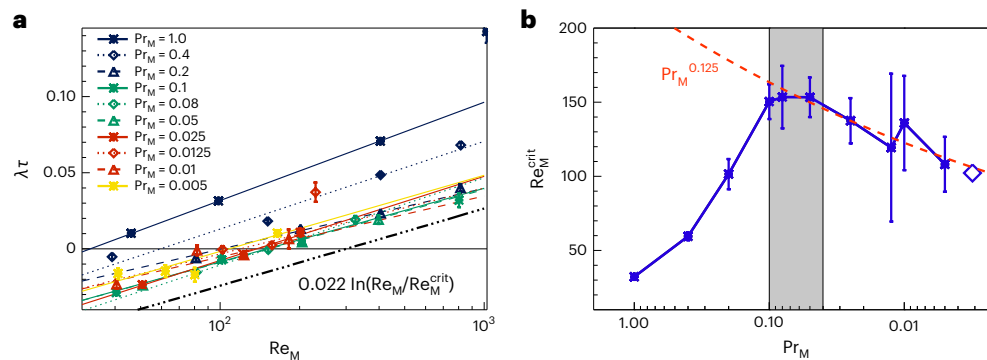 a
b
Pr_M = 1.0
Pr_M = 0.4
Pr_M = 0.2
Pr_M = 0.1
Pr_M = 0.08
Pr_M = 0.05
Pr_M = 0.025
Pr_M = 0.0125
Pr_M = 0.01
Pr_M = 0.005
0.10
0.05
0
λτ
0.022 ln(Re_M/Re_M^crit)
10^2
10^3
Re_M
200
150
100
50
Re_M^crit
Pr_M^0.125
1.00
0.10
0.01
Pr_M